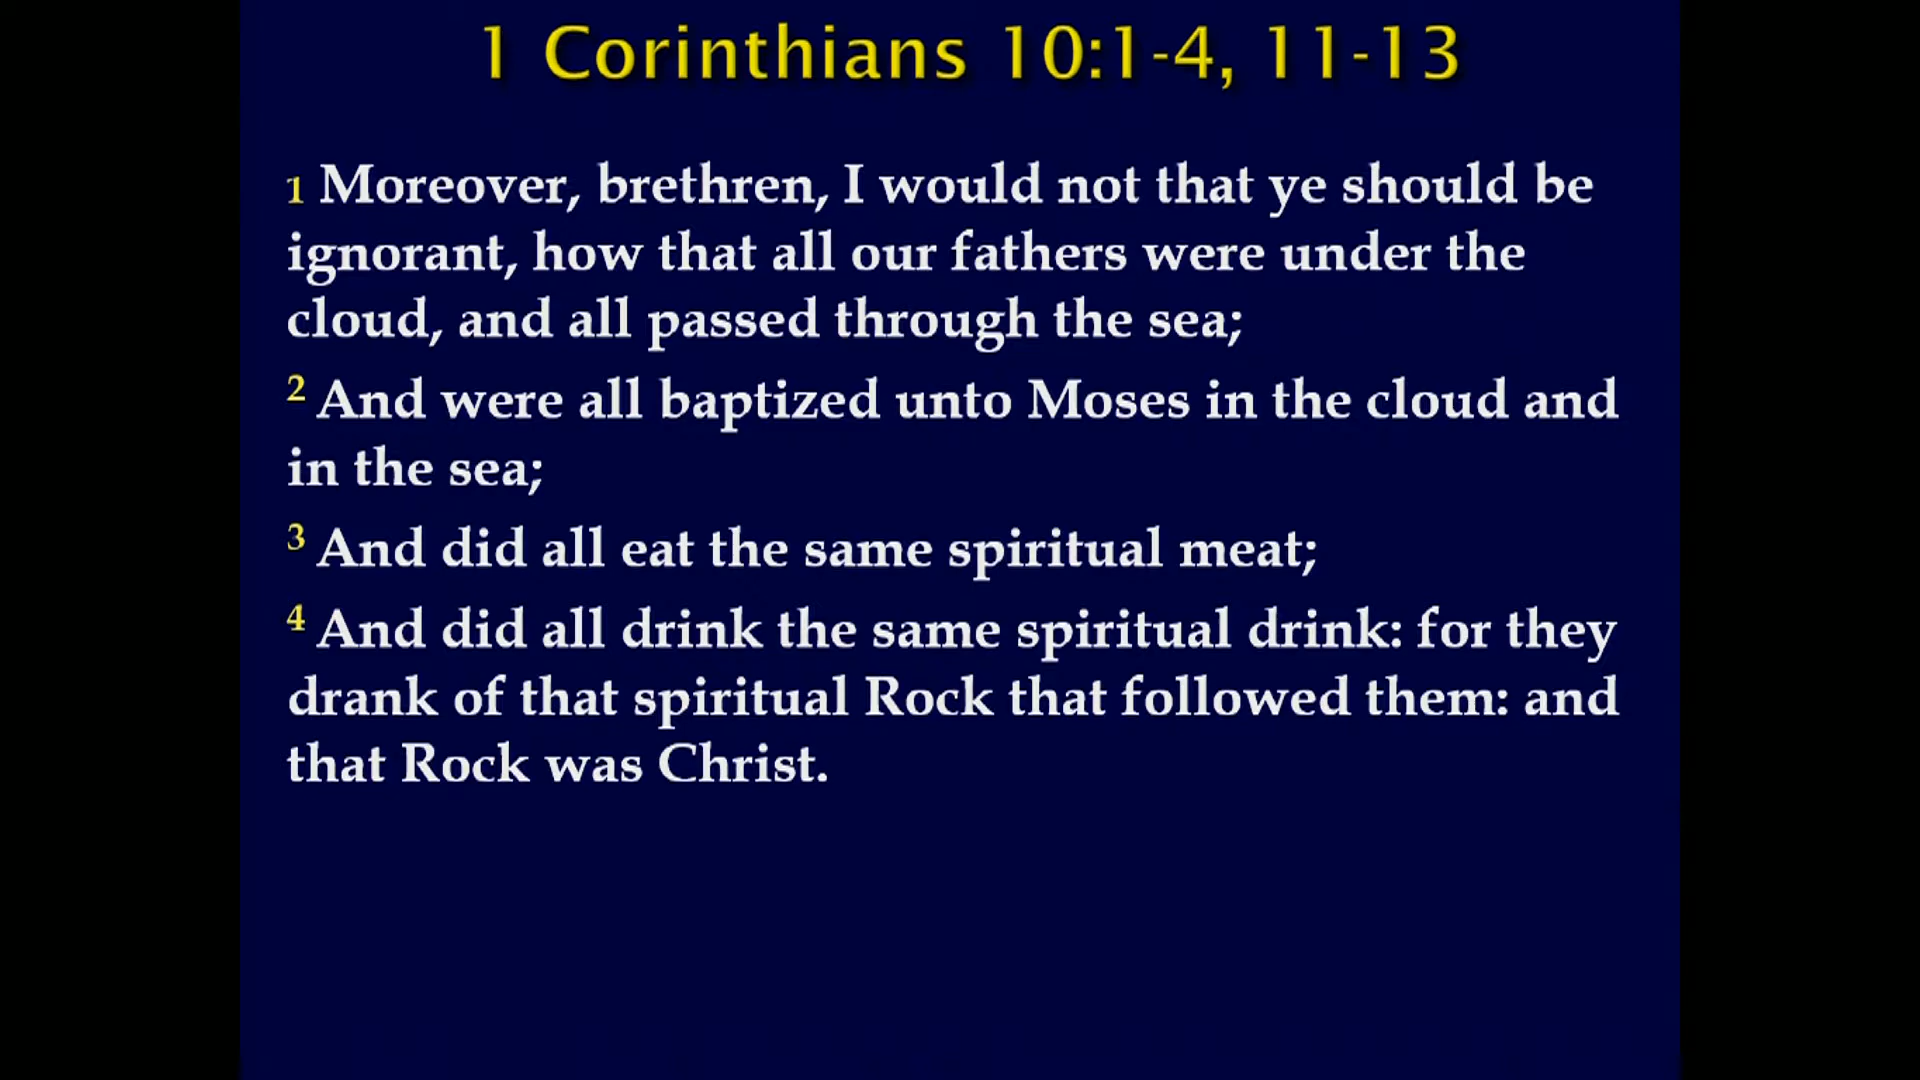 1 Corinthians 10:1-4, 11-13
1 Moreover, brethren, I would not that ye should be
ignorant, how that all our fathers were under the
cloud, and all passed through the sea;
2 And were all baptized unto Moses in the cloud and
in the sea;
3 And did all eat the same spiritual meat;
4 And did all drink the same spiritual drink: for they
drank of that spiritual Rock that followed them: and
that Rock was Christ.